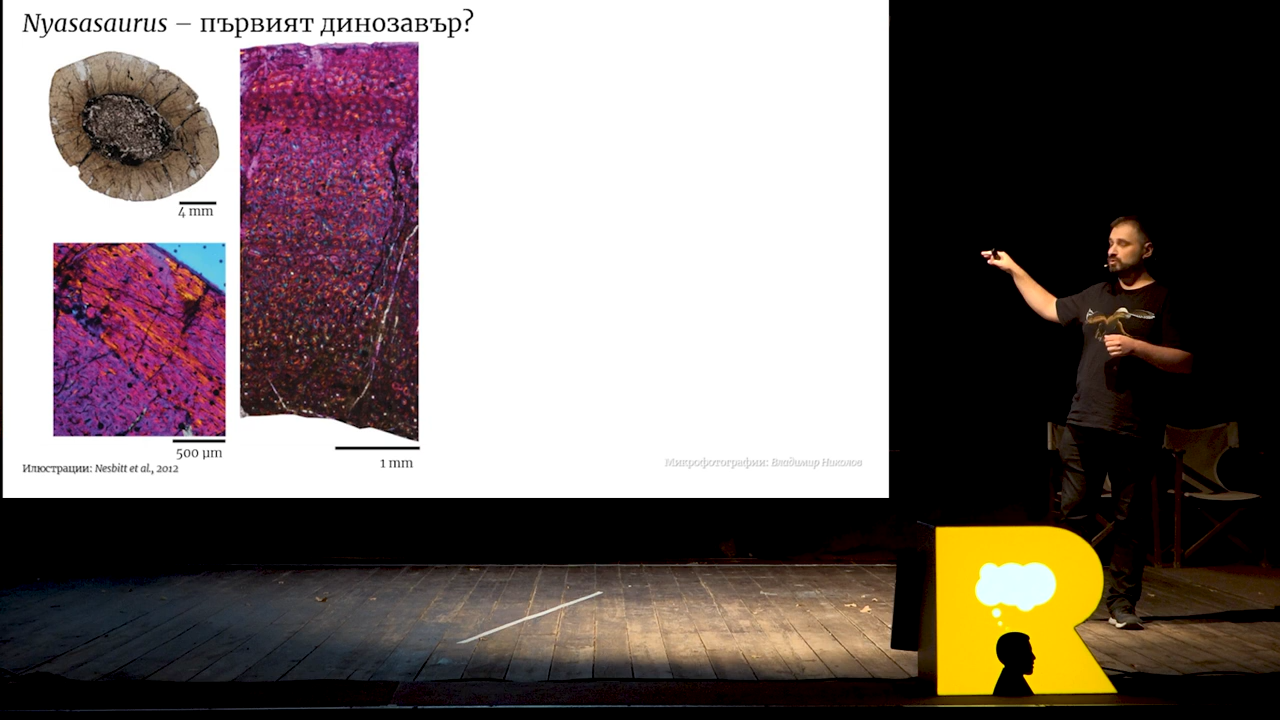 Nyasasaurus – първият динозавър?
4 mm
500 µm
1 mm
Илюстрации: Nesbitt et al., 2012
Микрофотографии: Владимир Николов
R